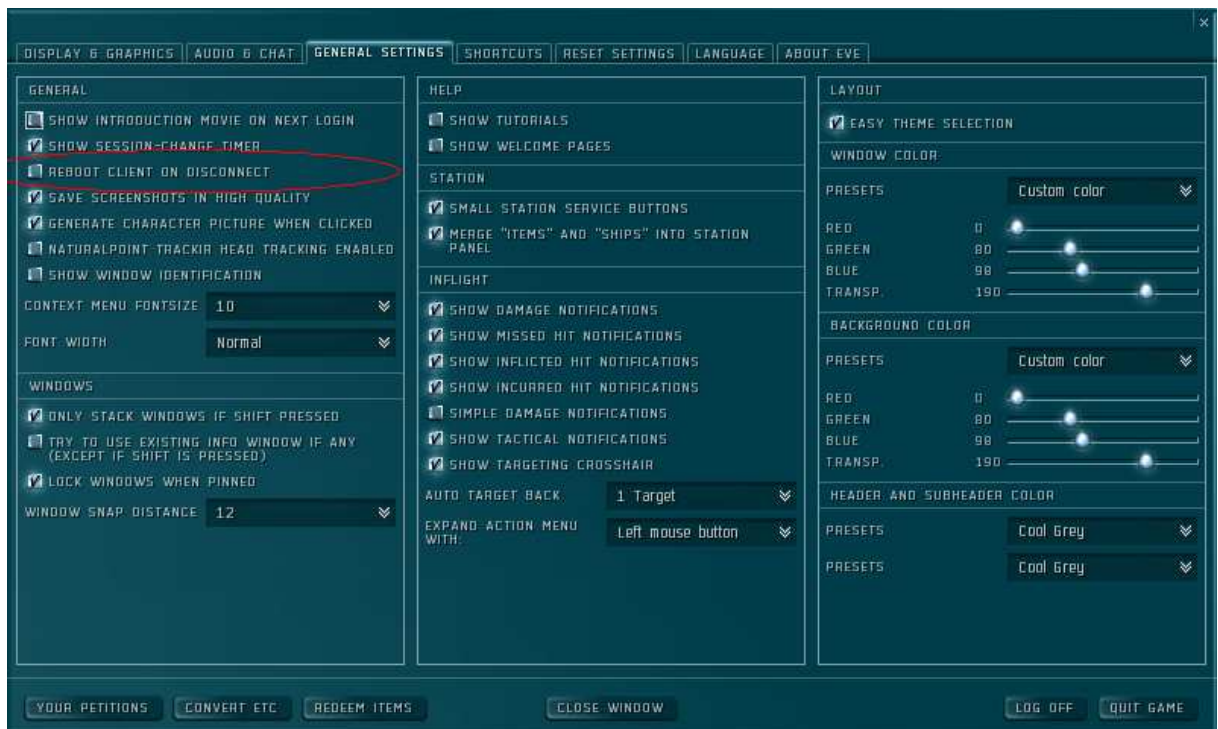 DISPLAY & GRAPHICS AUDIO & CHAT GENERAL SETTINGS SHORTCUTS RESET SETTINGS LANGUAGE ABOUT EVE
GENERAL
SHOW INTRODUCTION MOVIE ON NEXT LOGIN
SHOW SESSION-CHANGE TIMER
REBOOT CLIENT ON DISCONNECT
SAVE SCREENSHOTS IN HIGH QUALITY
GENERATE CHARACTER PICTURE WHEN CLICKED
NATURALPOINT TRACKIR HEAD TRACKING ENABLED
SHOW WINDOW IDENTIFICATION
CONTEXT MENU FONTSIZE 10
FONT WIDTH Normal
WINDOWS
ONLY STACK WINDOWS IF SHIFT PRESSED
TRY TO USE EXISTING INFO WINDOW IF ANY
(EXCEPT IF SHIFT IS PRESSED)
LOCK WINDOWS WHEN PINNED
WINDOW SNAP DISTANCE 12
HELP
SHOW TUTORIALS
SHOW WELCOME PAGES
STATION
SMALL STATION SERVICE BUTTONS
MERGE "ITEMS" AND "SHIPS" INTO STATION
PANEL
INFLIGHT
SHOW DAMAGE NOTIFICATIONS
SHOW MISSED HIT NOTIFICATIONS
SHOW INFLICTED HIT NOTIFICATIONS
SHOW INCURRED HIT NOTIFICATIONS
SIMPLE DAMAGE NOTIFICATIONS
SHOW TACTICAL NOTIFICATIONS
SHOW TARGETING CROSSHAIR
AUTO TARGET BACK 1 Target
EXPAND ACTION MENU
WITH: Left mouse button
LAYOUT
EASY THEME SELECTION
WINDOW COLOR
PRESETS Custom color
RED 0
GREEN 80
BLUE 98
TRANSP. 190
BACKGROUND COLOR
PRESETS Custom color
RED 0
GREEN 80
BLUE 98
TRANSP. 190
HEADER AND SUBHEADER COLOR
PRESETS Cool Grey
PRESETS Cool Grey
YOUR PETITIONS CONVERT ETC REDEEM ITEMS CLOSE WINDOW LOG OFF QUIT GAME